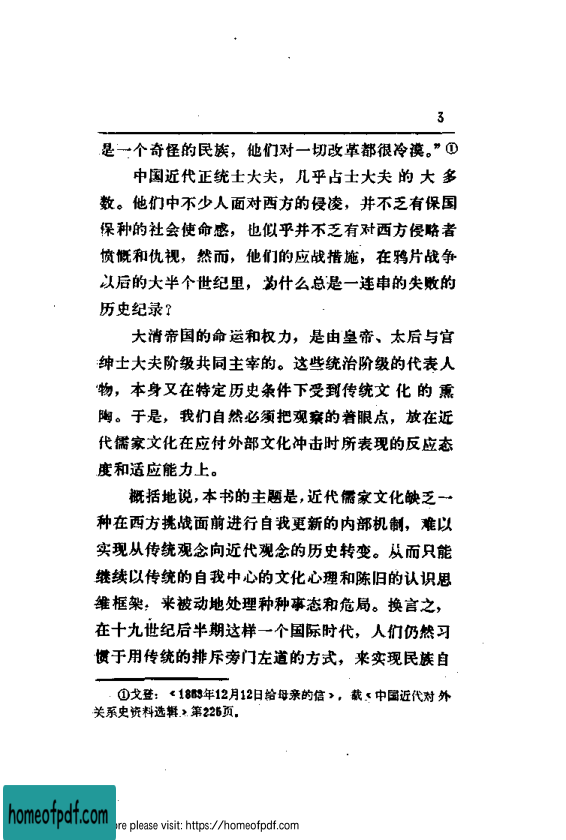 3
是一个奇怪的民族，他们对一切改革都很冷漠。”①
中国近代正统士大夫，几乎占士大夫的大多
数。他们中不少人面对西方的侵凌，并不乏有保国
保种的社会使命感，也似乎并不乏有对西方侵略者
愤慨和仇视，然而，他们的应战措施，在鸦片战争
以后的大半个世纪里，为什么总是一连串的失败的
历史纪录？
大清帝国的命运和权力，是由皇帝、太后与官
绅士大夫阶级共同主宰的。这些统治阶级的代表人
物，本身又在特定历史条件下受到传统文化的熏
陶。于是，我们自然必须把观察的着眼点，放在近
代儒家文化在应付外部文化冲击时所表现的反应态
度和适应能力上。
概括地说，本书的主题是，近代儒家文化缺乏一
种在西方挑战面前进行自我更新的内部机制，难以
实现从传统观念向近代观念的历史转变。从而只能
继续以传统的自我中心的文化心理和陈旧的认识思
维框架，来被动地处理种种事态和危局。换言之，
在十九世纪后半期这样一个国际时代，人们仍然习
惯于用传统的排斥旁门左道的方式，来实现民族自
①戈登：《1863年12月12日给母亲的信》，载《中国近代对外
关系史资料选辑》第225页。
homeofpdf.com
ore please visit: https://homeofpdf.com